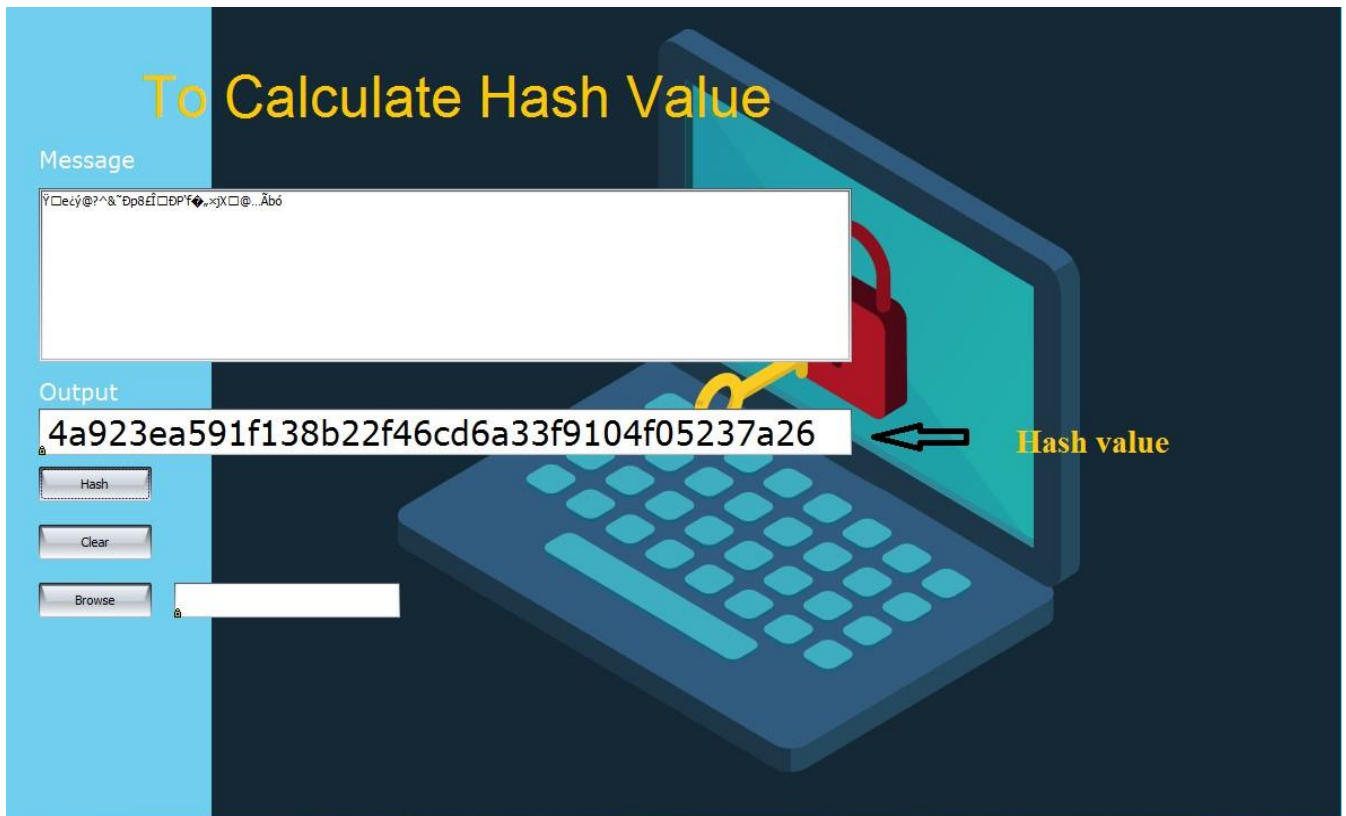 To Calculate Hash Value
Message
Output
4a923ea591f138b22f46cd6a33f9104f05237a26
Hash value
Hash
Clear
Browse